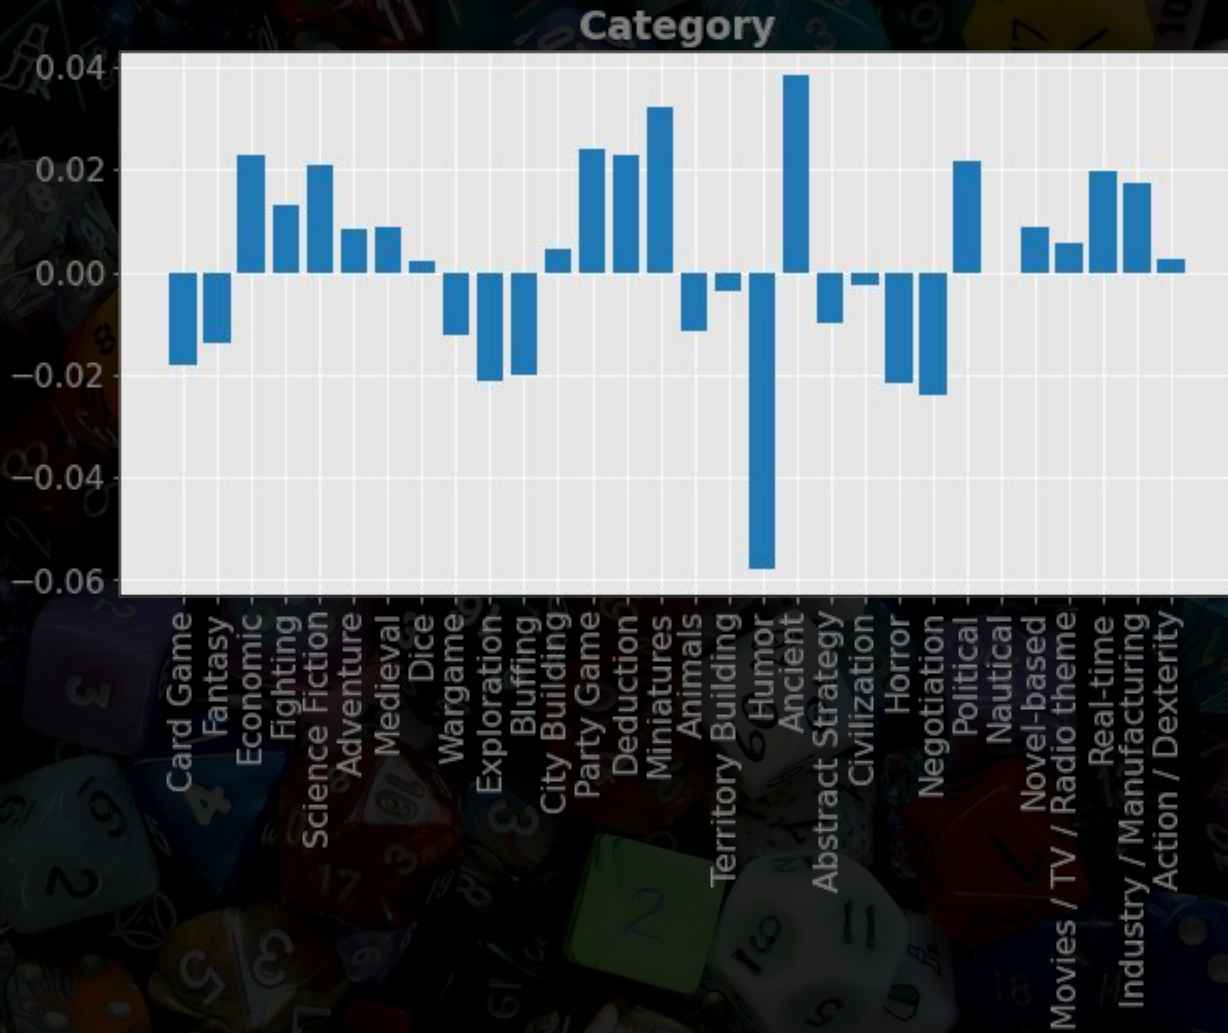 Category
0.04
0.02
0.00
−0.02
−0.04
−0.06
Card Game
Fantasy
Economic
Fighting
Science Fiction
Adventure
Medieval
Dice
Wargame
Exploration
Bluffing
City Building
Party Game
Deduction
Miniatures
Animals
Territory Building
Humor
Ancient
Abstract Strategy
Civilization
Horror
Negotiation
Political
Nautical
Novel-based
Movies / TV / Radio theme
Real-time
Industry / Manufacturing
Action / Dexterity